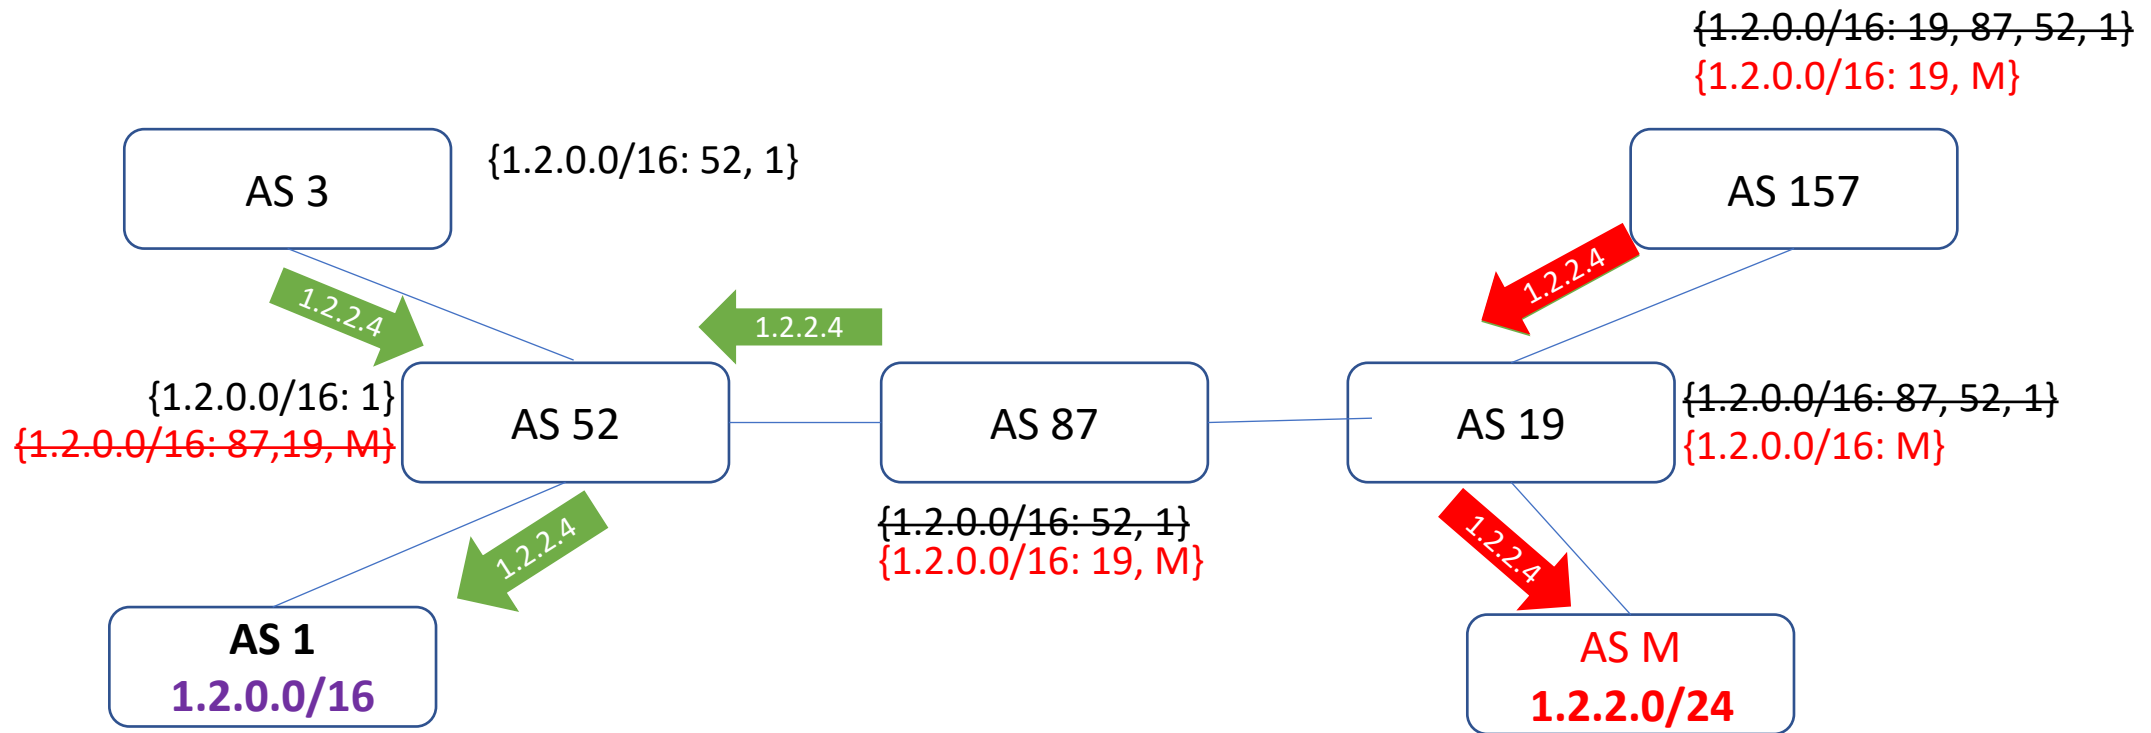 {1.2.0.0/16: 19, 87, 52, 1}
{1.2.0.0/16: 19, M}
AS 3
{1.2.0.0/16: 52, 1}
AS 157
1.2.2.4
1.2.2.4
1.2.2.4
{1.2.0.0/16: 1}
{1.2.0.0/16: 87,19, M}
AS 52
AS 87
AS 19
{1.2.0.0/16: 87, 52, 1}
{1.2.0.0/16: M}
1.2.2.4
{1.2.0.0/16: 52, 1}
{1.2.0.0/16: 19, M}
1.2.2.4
AS 1
1.2.0.0/16
AS M
1.2.2.0/24